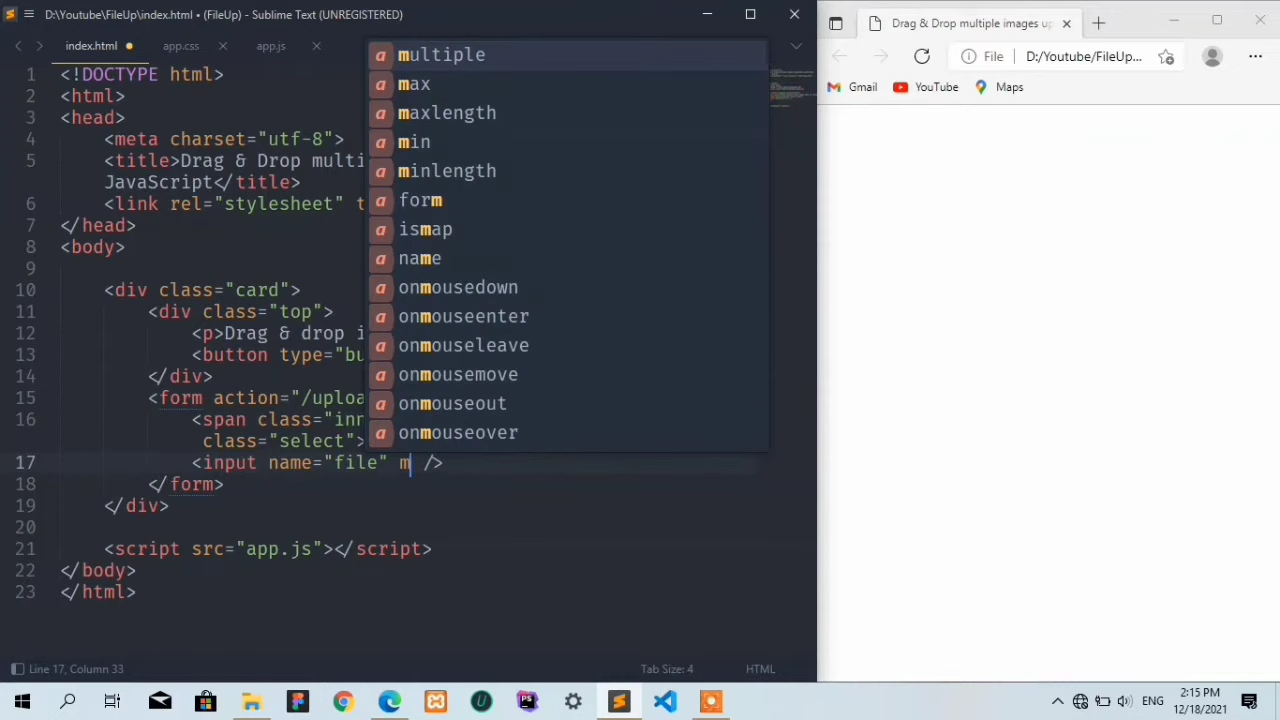 D:\Youtube\FileUp\index.html • (FileUp) - Sublime Text (UNREGISTERED)
index.html
app.css
app.js
1 <!DOCTYPE html>
2 <html>
3 <head>
4 <meta charset="utf-8">
5 <title>Drag & Drop multi
JavaScript</title>
6 <link rel="stylesheet" t
7 </head>
8 <body>
9
10 <div class="card">
11 <div class="top">
12 <p>Drag & drop i
13 <button type="bu
14 </div>
15 <form action="/uploa
16 <span class="inn
class="select">
17 <input name="file" m />
18 </form>
19 </div>
20
21 <script src="app.js"></script>
22 </body>
23 </html>
a multiple
a max
a maxlength
a min
a minlength
a form
a ismap
a name
a onmousedown
a onmouseenter
a onmouseleave
a onmousemove
a onmouseout
a onmouseover
Line 17, Column 33
Tab Size: 4
HTML
Drag & Drop multiple images up
File
D:/Youtube/FileUp...
Gmail
YouTube
Maps
PS
ENG
2:15 PM
12/18/2021